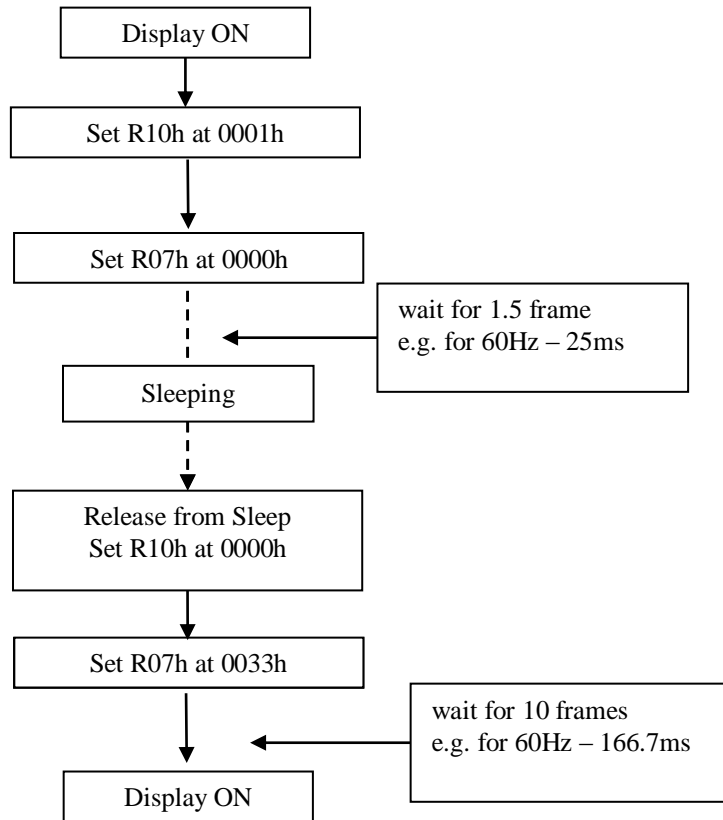 Display ON
Set R10h at 0001h
Set R07h at 0000h
wait for 1.5 frame
e.g. for 60Hz – 25ms
Sleeping
Release from Sleep
Set R10h at 0000h
Set R07h at 0033h
wait for 10 frames
e.g. for 60Hz – 166.7ms
Display ON